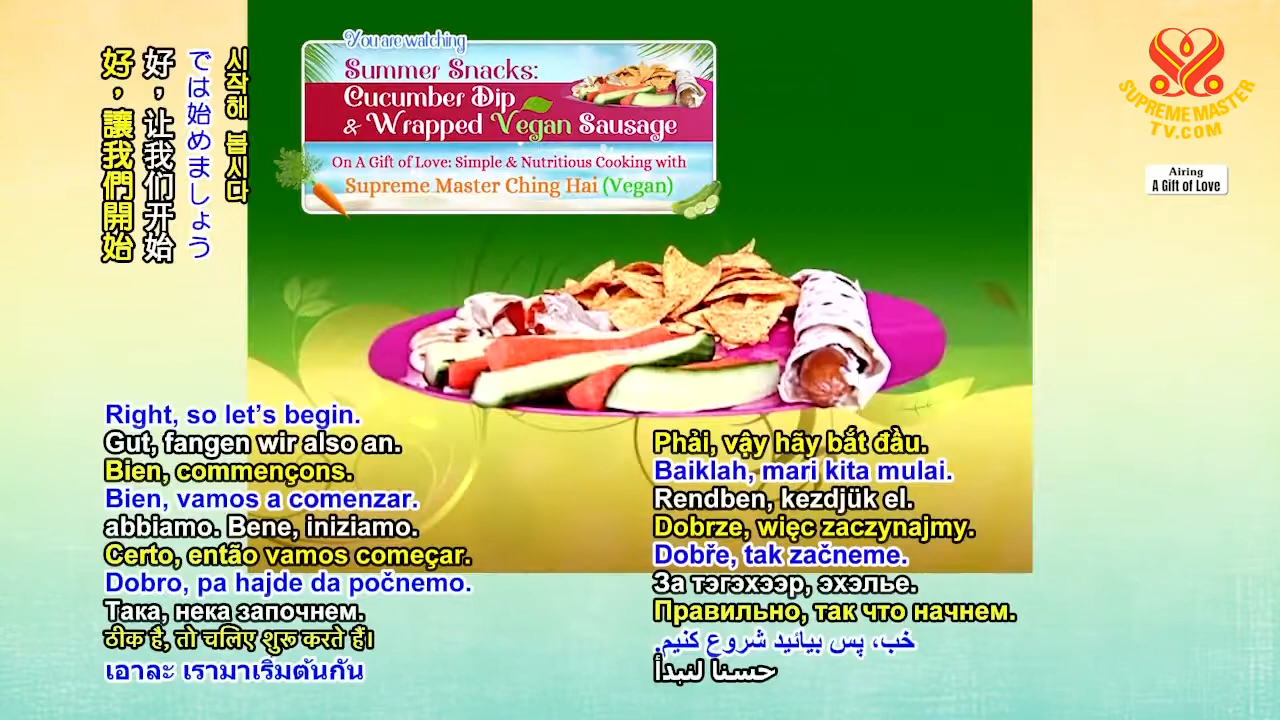 You are watching
Summer Snacks:
Cucumber Dip
& Wrapped Vegan Sausage
On A Gift of Love: Simple & Nutritious Cooking with
Supreme Master Ching Hai (Vegan)
SUPREME MASTER
TV.COM
Airing
A Gift of Love
시작해 봅시다
では始めましょう
好，让我们开始
好，讓我們開始
Right, so let’s begin.
Gut, fangen wir also an.
Bien, commençons.
Bien, vamos a comenzar.
abbiamo. Bene, iniziamo.
Certo, então vamos começar.
Dobro, pa hajde da počnemo.
Така, нека започнем.
ठीक है, तो चलिए शुरू करते हैं।
เอาละ เรามาเริ่มต้นกัน
Phải, vậy hãy bắt đầu.
Baiklah, mari kita mulai.
Rendben, kezdjük el.
Dobrze, więc zaczynajmy.
Dobře, tak začneme.
За тэгэхээр, эхэлье.
Правильно, так что начнем.
خب، پس بیائید شروع کنیم.
حسنا لنبدأ